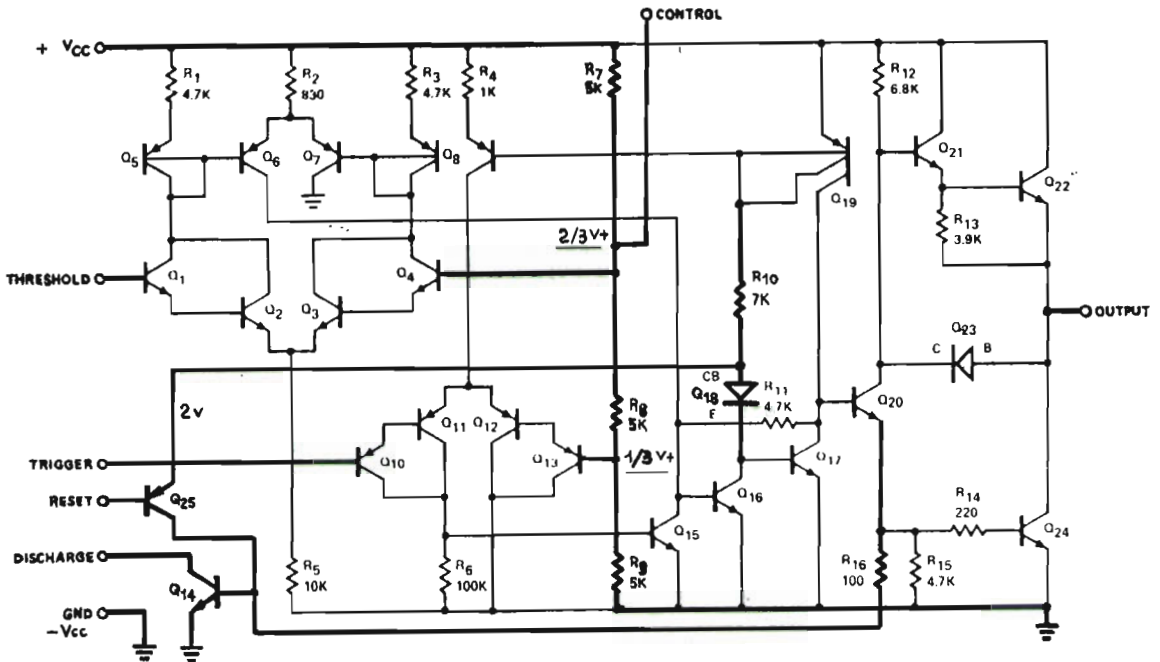 CONTROL
+ VCC
R1
4.7K
R2
830
R3
4.7K
R4
1K
R7
5K
R12
6.8K
Q5
Q6
Q7
Q8
Q19
Q21
Q22
R13
3.9K
2/3 V+
THRESHOLD
Q1
Q2
Q3
Q4
R10
7K
OUTPUT
Q23
C
B
2V
CB
Q18
E
R11
4.7K
Q20
R8
5K
Q11
Q12
TRIGGER
Q10
Q13
1/3 V+
Q17
RESET
Q25
Q16
R14
220
Q24
Q15
DISCHARGE
Q14
R5
10K
R6
100K
R9
5K
R16
100
R15
4.7K
GND
-Vcc